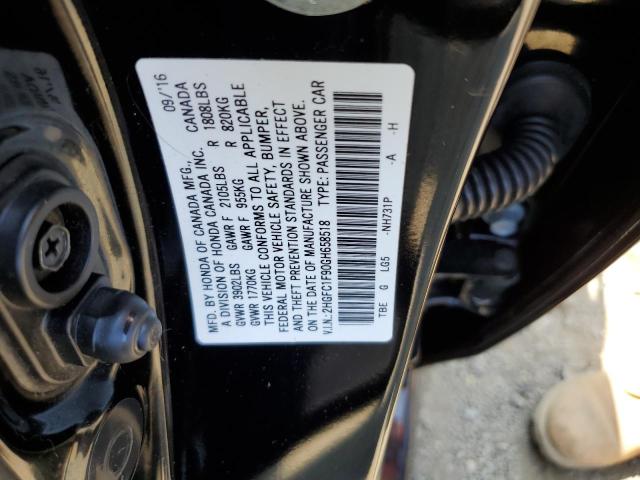 MFD. BY HONDA OF CANADA MFG., 09/'16
A DIVISION OF HONDA CANADA INC. CANADA
GVWR 3902LBS GAWR F 2105LBS R 1808LBS
GVWR 1770KG GAWR F 955KG R 820KG
THIS VEHICLE CONFORMS TO ALL APPLICABLE
FEDERAL MOTOR VEHICLE SAFETY, BUMPER,
AND THEFT PREVENTION STANDARDS IN EFFECT
ON THE DATE OF MANUFACTURE SHOWN ABOVE.
V.I.N.: 2HGFC1F90GH658518 TYPE: PASSENGER CAR
TBE G LG5 -NH731P -A -H